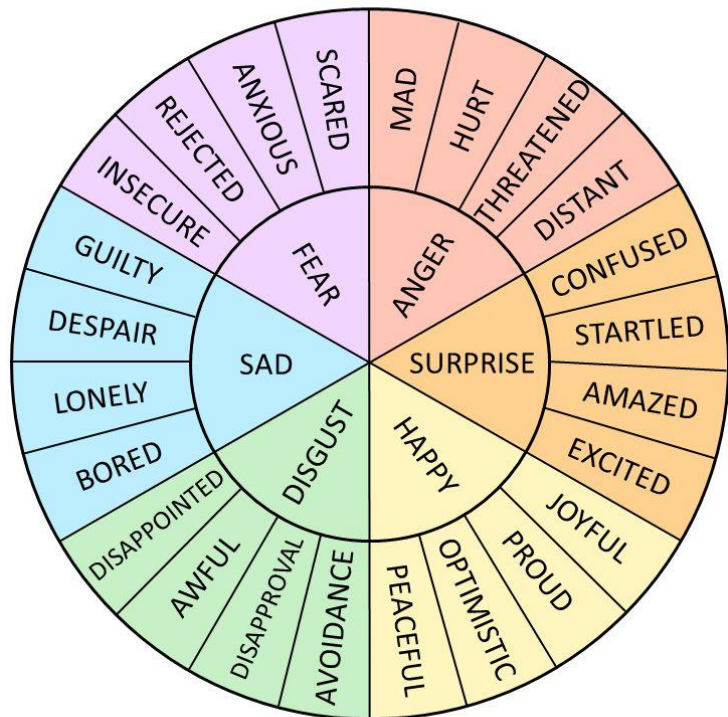 MAD
HURT
THREATENED
DISTANT
CONFUSED
STARTLED
AMAZED
EXCITED
JOYFUL
PROUD
OPTIMISTIC
PEACEFUL
AVOIDANCE
DISAPPROVAL
AWFUL
DISAPPOINTED
BORED
LONELY
DESPAIR
GUILTY
INSECURE
REJECTED
ANXIOUS
SCARED
ANGER
SURPRISE
HAPPY
DISGUST
SAD
FEAR